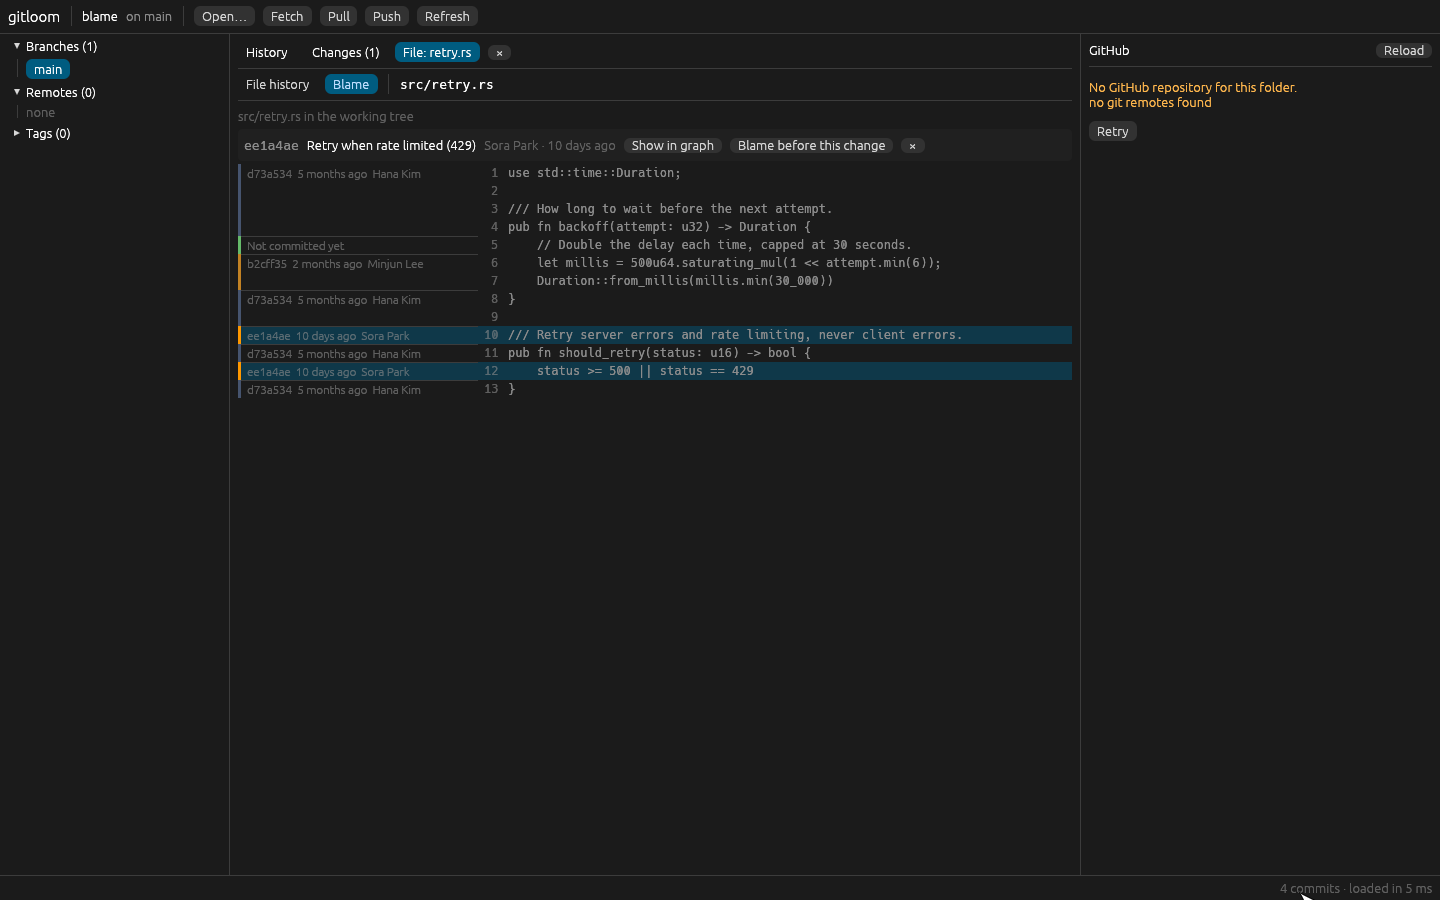 gitloom blame on main Open… Fetch Pull Push Refresh
Branches (1)
main
Remotes (0)
none
Tags (0)
History Changes (1) File: retry.rs ×
File history Blame src/retry.rs
src/retry.rs in the working tree
ee1a4ae Retry when rate limited (429) Sora Park · 10 days ago Show in graph Blame before this change ×
d73a534 5 months ago Hana Kim 1 use std::time::Duration;
2
3 /// How long to wait before the next attempt.
4 pub fn backoff(attempt: u32) -> Duration {
Not committed yet 5 // Double the delay each time, capped at 30 seconds.
b2cff35 2 months ago Minjun Lee 6 let millis = 500u64.saturating_mul(1 << attempt.min(6));
7 Duration::from_millis(millis.min(30_000))
d73a534 5 months ago Hana Kim 8 }
9
ee1a4ae 10 days ago Sora Park 10 /// Retry server errors and rate limiting, never client errors.
d73a534 5 months ago Hana Kim 11 pub fn should_retry(status: u16) -> bool {
ee1a4ae 10 days ago Sora Park 12 status >= 500 || status == 429
d73a534 5 months ago Hana Kim 13 }
GitHub Reload
No GitHub repository for this folder.
no git remotes found
Retry
4 commits · loaded in 5 ms